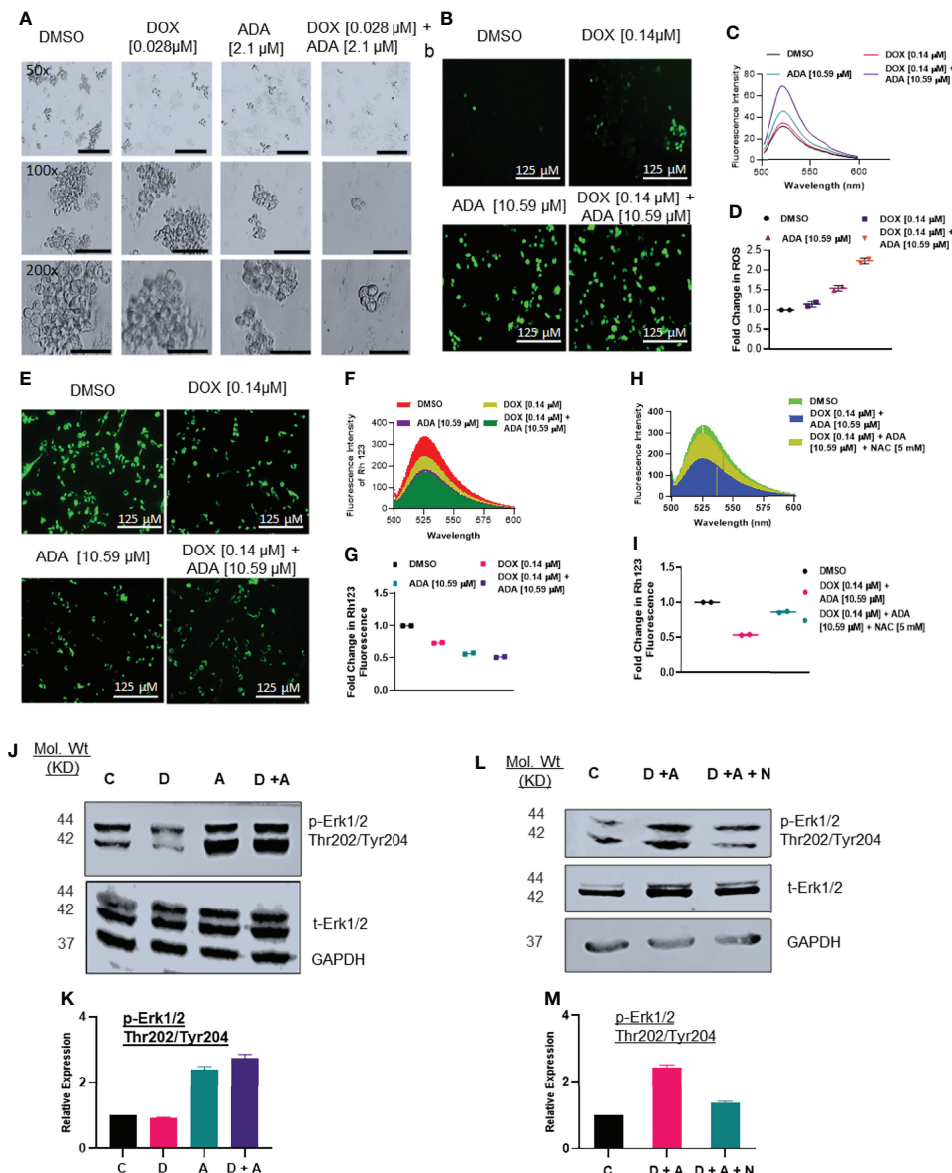 A
DMSO
DOX
[0.028µM]
ADA
[2.1 µM]
DOX [0.028µM] +
ADA [2.1 µM]
50x
100x
200x
B
b
DMSO
DOX [0.14µM]
125 µM
125 µM
ADA [10.59 µM]
DOX [0.14 µM] +
ADA [10.59 µM]
125 µM
125 µM
C
DMSO
ADA [10.59 µM]
DOX [0.14 µM]
DOX [0.14 µM] +
ADA [10.59 µM]
Fluorescence Intensity
80
60
40
20
0
500
550
600
Wavelength (nm)
D
DMSO
ADA [10.59 µM]
DOX [0.14 µM]
DOX [0.14 µM] +
ADA [10.59 µM]
Fold Change in ROS
2.5
2.0
1.5
1.0
0.5
0.0
E
DMSO
DOX [0.14µM]
125 µM
125 µM
ADA [10.59 µM]
DOX [0.14 µM] +
ADA [10.59 µM]
125 µM
125 µM
F
DMSO
ADA [10.59 µM]
DOX [0.14 µM]
DOX [0.14 µM] +
ADA [10.59 µM]
Fluorescence Intensity
of Rh 123
400
300
200
100
0
500
525
550
575
600
Wavelength
G
DMSO
ADA [10.59 µM]
DOX [0.14 µM]
DOX [0.14 µM] +
ADA [10.59 µM]
Fold Change in Rh123
Fluorescence
1.5
1.0
0.5
0.0
H
DMSO
DOX [0.14 µM] +
ADA [10.59 µM]
DOX [0.14 µM] + ADA
[10.59 µM] + NAC [5 mM]
Fluorescence Intensity
400
300
200
100
0
500
525
550
575
600
Wavelength (nm)
I
DMSO
DOX [0.14 µM] +
ADA [10.59 µM]
DOX [0.14 µM] + ADA
[10.59 µM] + NAC [5 mM]
Fold Change in Rh123
Fluorescence
1.5
1.0
0.5
0.0
J
Mol. Wt
(KD)
C
D
A
D +A
44
42
p-Erk1/2
Thr202/Tyr204
44
42
t-Erk1/2
37
GAPDH
K
p-Erk1/2
Thr202/Tyr204
Relative Expression
4
2
0
C
D
A
D + A
L
Mol. Wt
(KD)
C
D +A
D +A + N
44
42
p-Erk1/2
Thr202/Tyr204
44
42
t-Erk1/2
37
GAPDH
M
p-Erk1/2
Thr202/Tyr204
Relative Expression
4
2
0
C
D + A
D + A + N